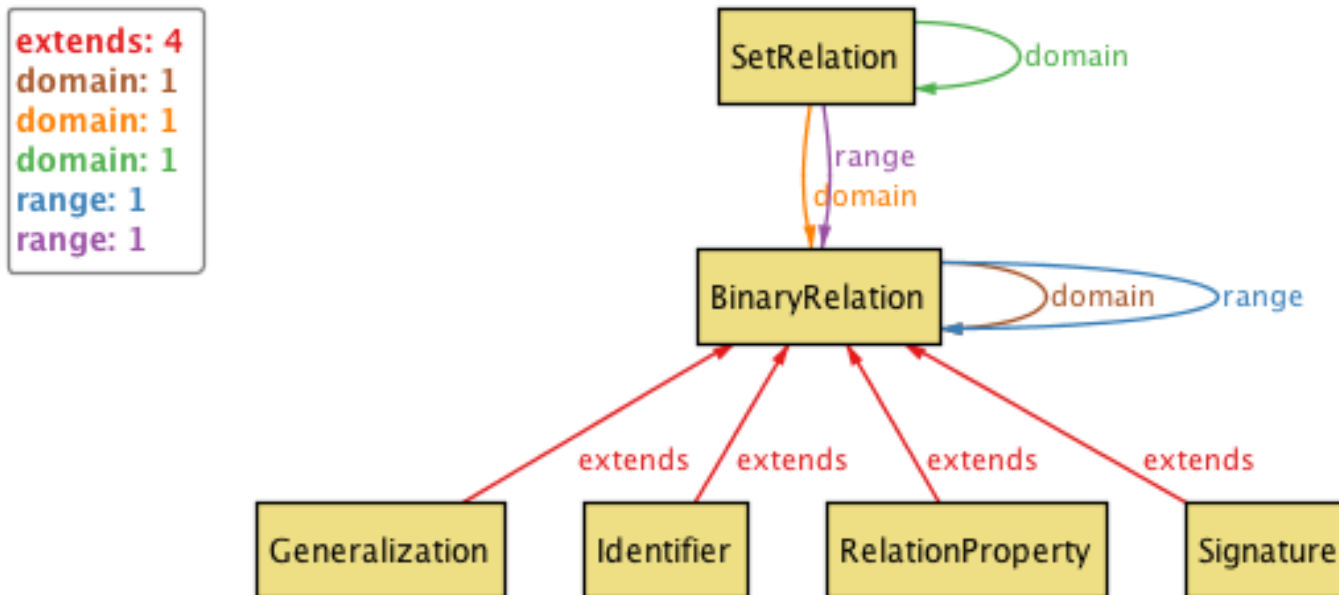 extends: 4
domain: 1
domain: 1
domain: 1
range: 1
range: 1
SetRelation
domain
range
domain
BinaryRelation
domain
range
extends
extends
extends
extends
Generalization
Identifier
RelationProperty
Signature